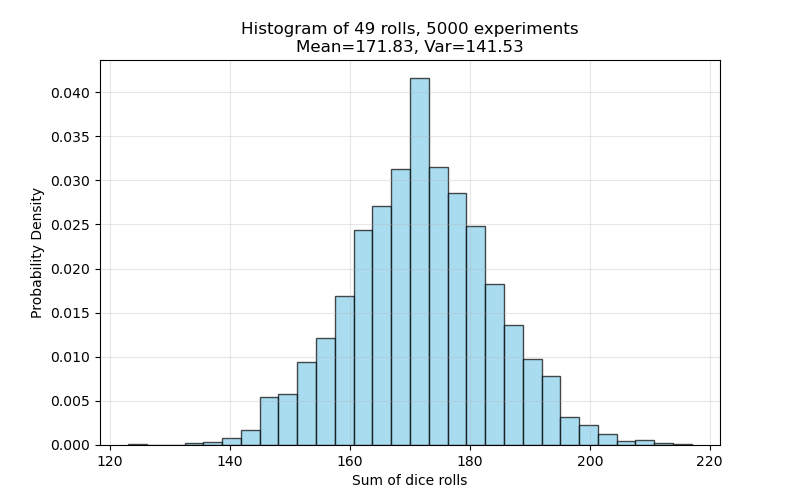 Histogram of 49 rolls, 5000 experiments
Mean=171.83, Var=141.53
Probability Density
0.040
0.035
0.030
0.025
0.020
0.015
0.010
0.005
0.000
120 140 160 180 200 220
Sum of dice rolls